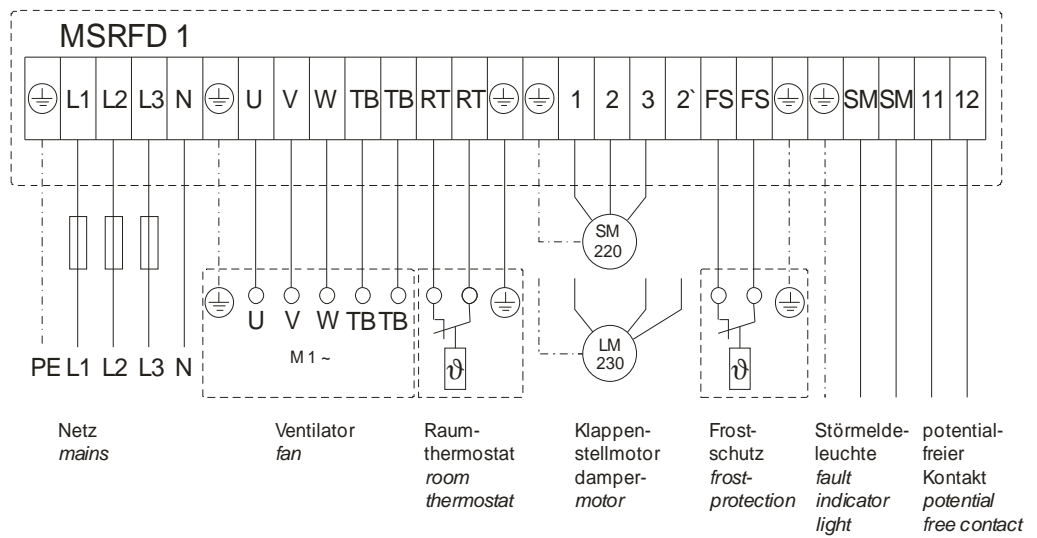 MSRFD 1
L1 L2 L3 N U V W TB TB RT RT 1 2 3 2` FS FS SM SM 11 12
SM
220
U V W TB TB
M 1 ~
LM
230
ϑ ϑ
PE L1 L2 L3 N
Netz
mains
Ventilator
fan
Raum-
thermostat
room
thermostat
Klappen-
stellmotor
damper-
motor
Frost-
schutz
frost-
protection
Störmelde-
leuchte
fault
indicator
light
potential-
freier
Kontakt
potential
free contact